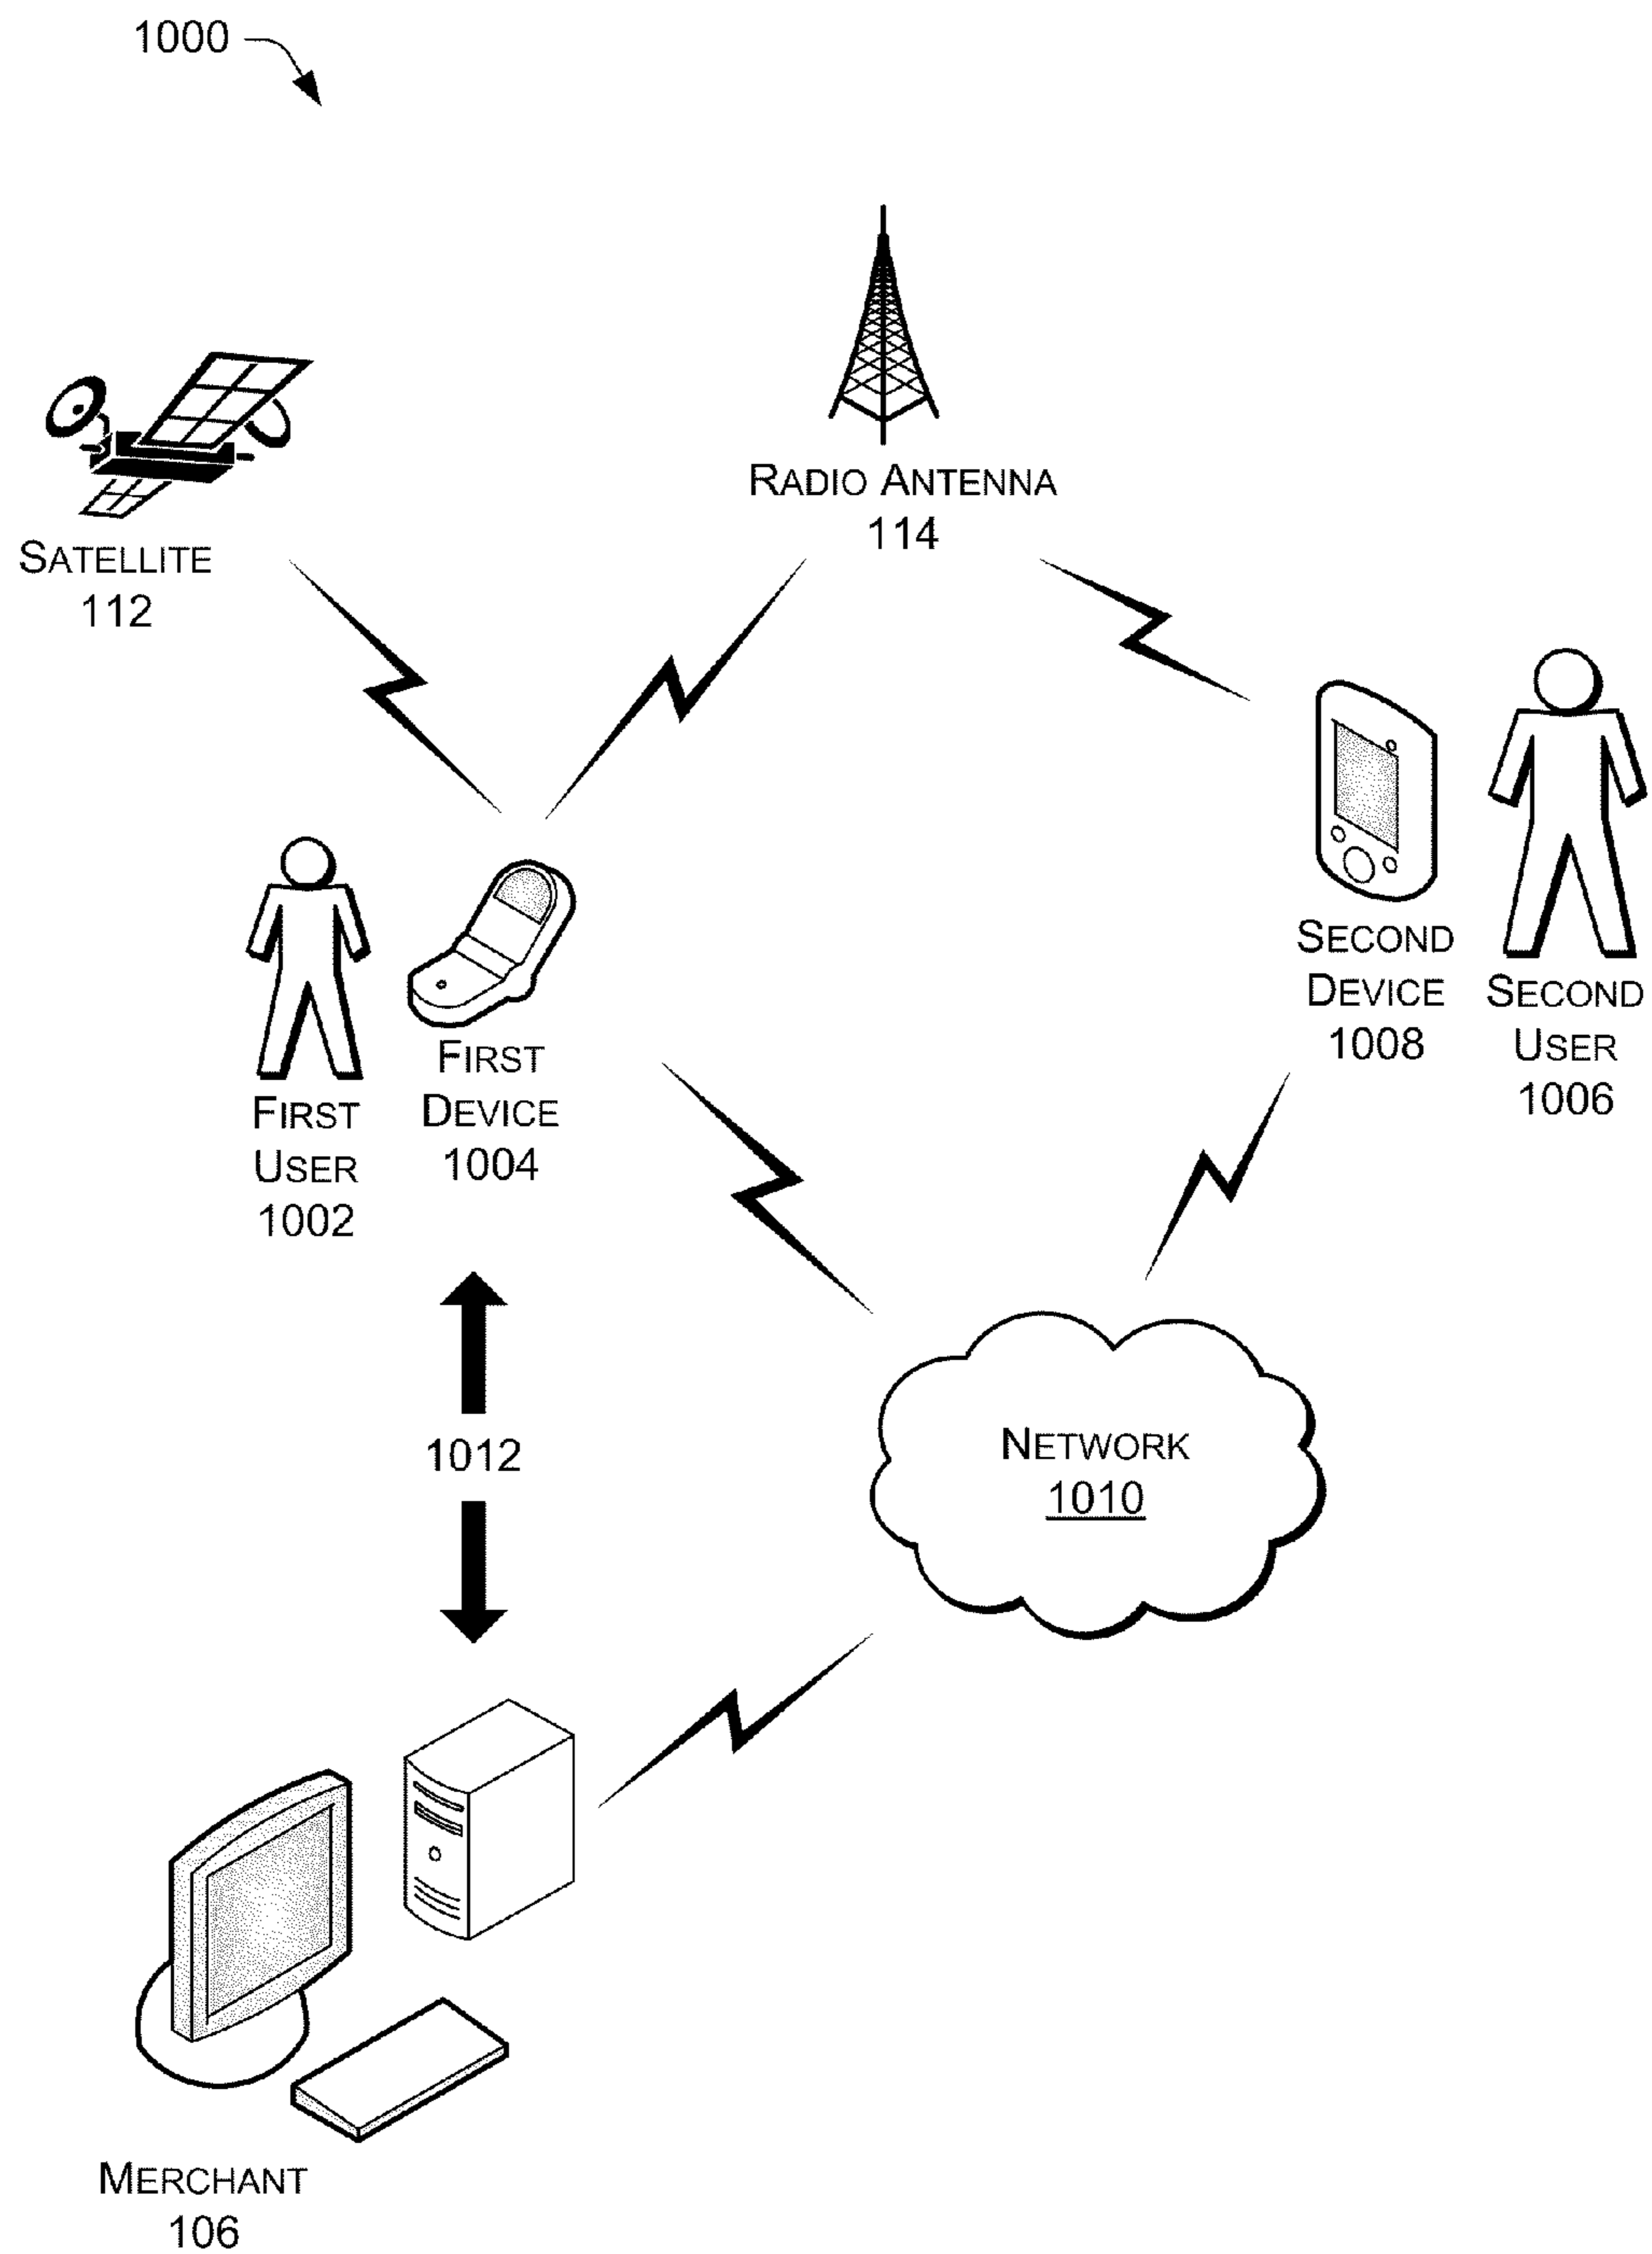 1000
RADIO ANTENNA
114
SATELLITE
112
SECOND
DEVICE
1008
SECOND
USER
1006
FIRST
DEVICE
1004
FIRST
USER
1002
1012
NETWORK
1010
MERCHANT
106